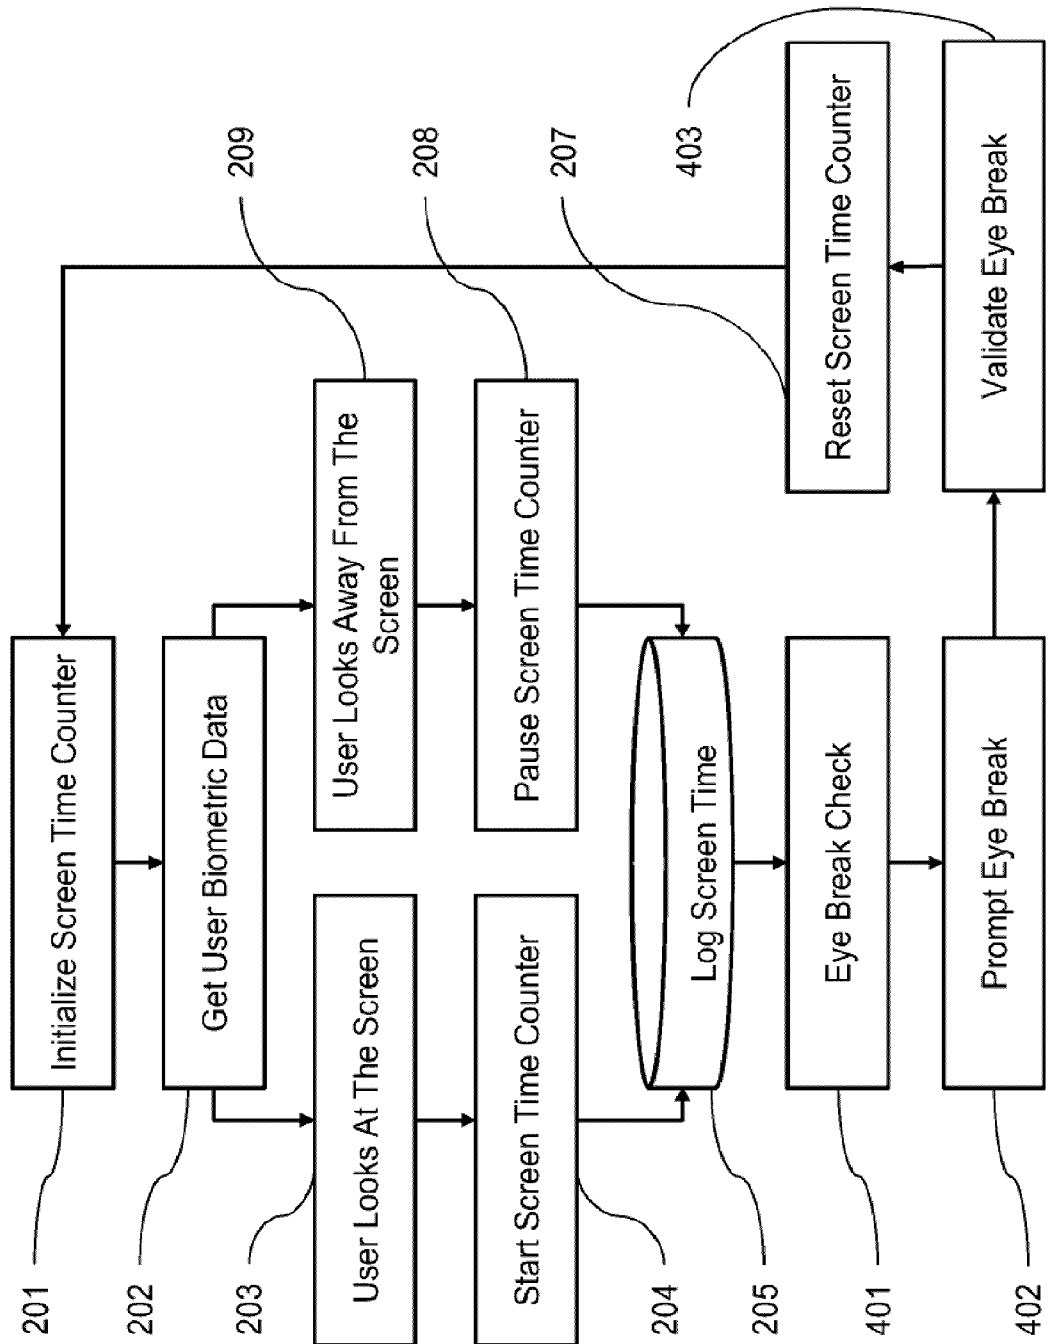 201
Initialize Screen Time Counter
202
Get User Biometric Data
203
User Looks At The Screen
User Looks Away From The
Screen
209
Start Screen Time Counter
204
Pause Screen Time Counter
208
Log Screen Time
205
Eye Break Check
401
Reset Screen Time Counter
207
Prompt Eye Break
402
Validate Eye Break
403